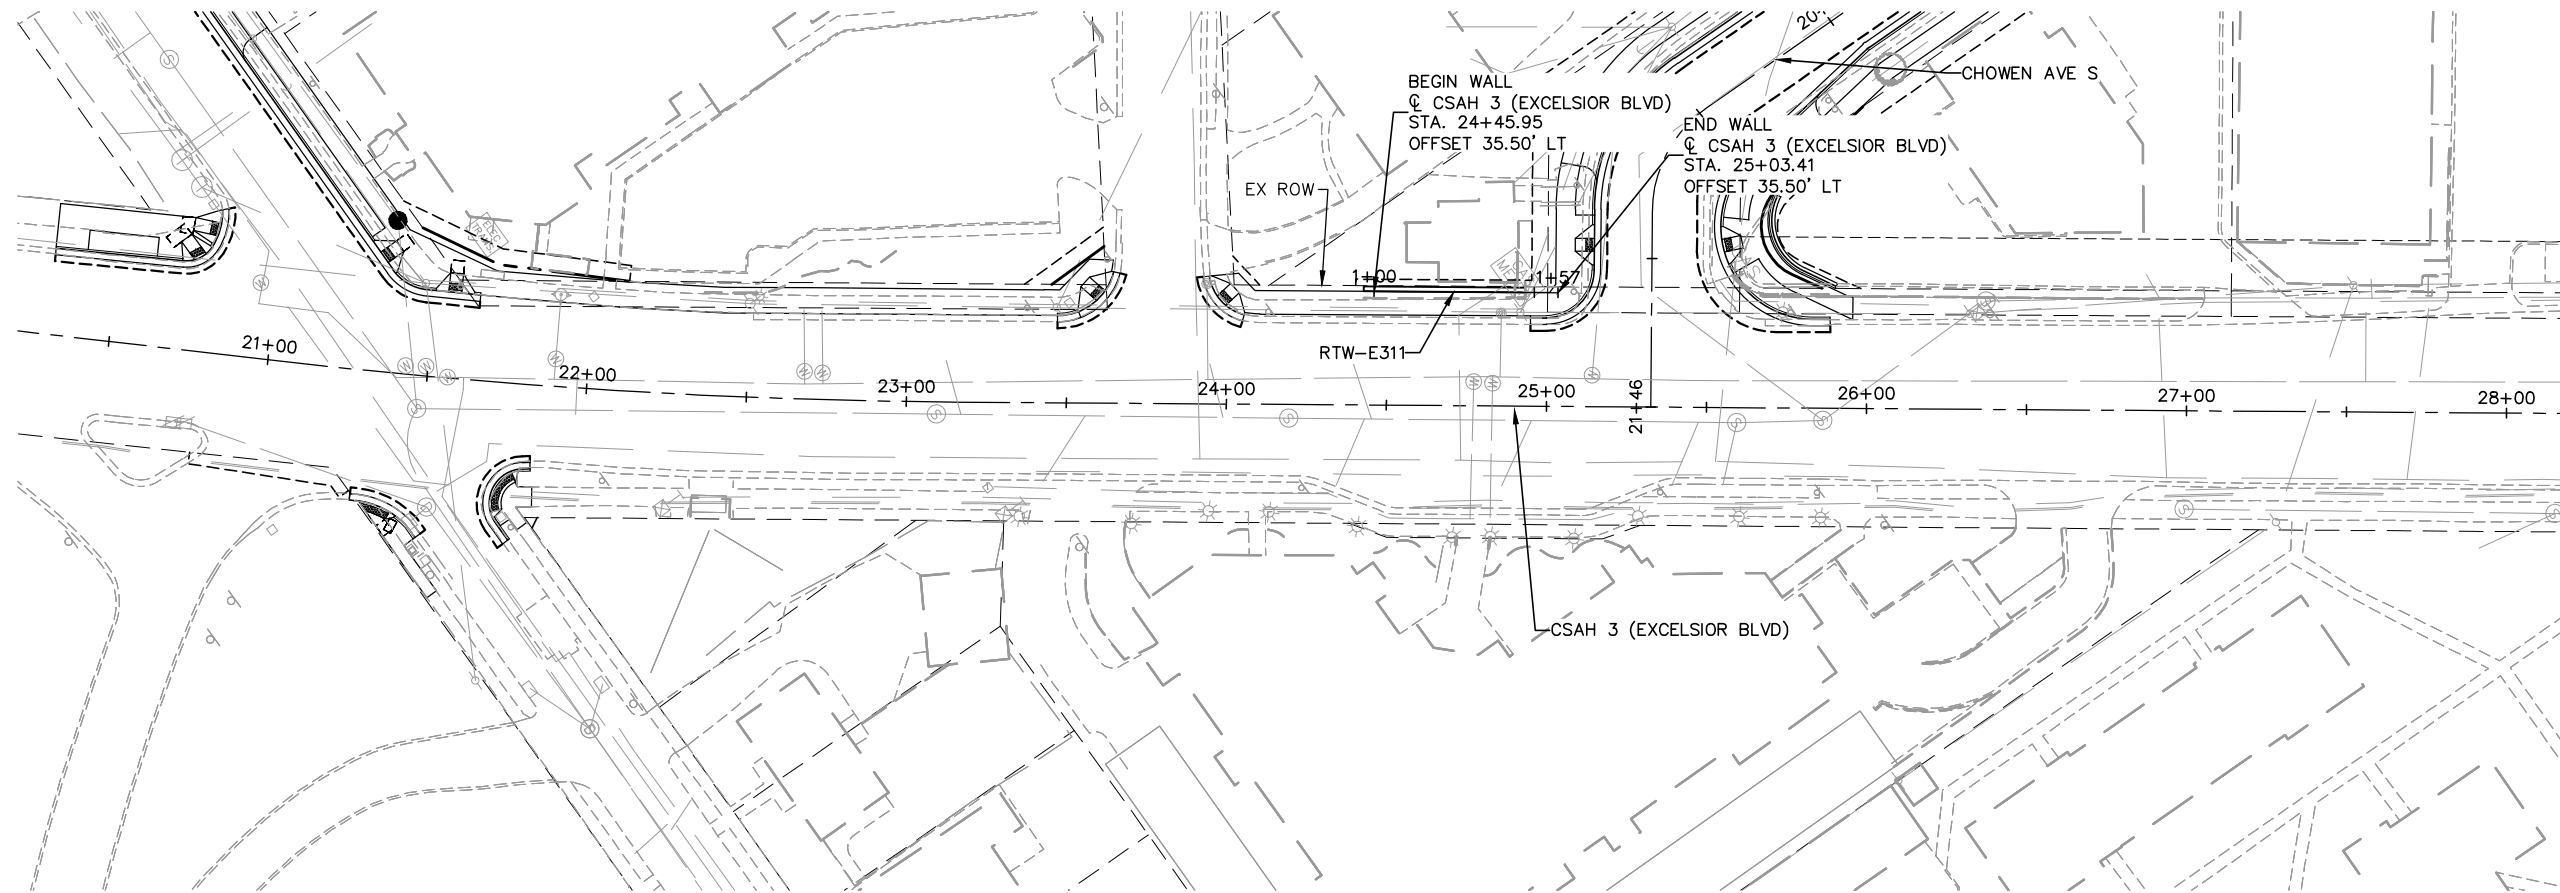 20+
CHOWEN AVE S
BEGIN WALL
℄ CSAH 3 (EXCELSIOR BLVD)
STA. 24+45.95
OFFSET 35.50' LT
END WALL
℄ CSAH 3 (EXCELSIOR BLVD)
STA. 25+03.41
OFFSET 35.50' LT
EX ROW
1+00
1+57
RTW-E311
21+00
22+00
23+00
24+00
25+00
26+00
27+00
28+00
21+46
CSAH 3 (EXCELSIOR BLVD)